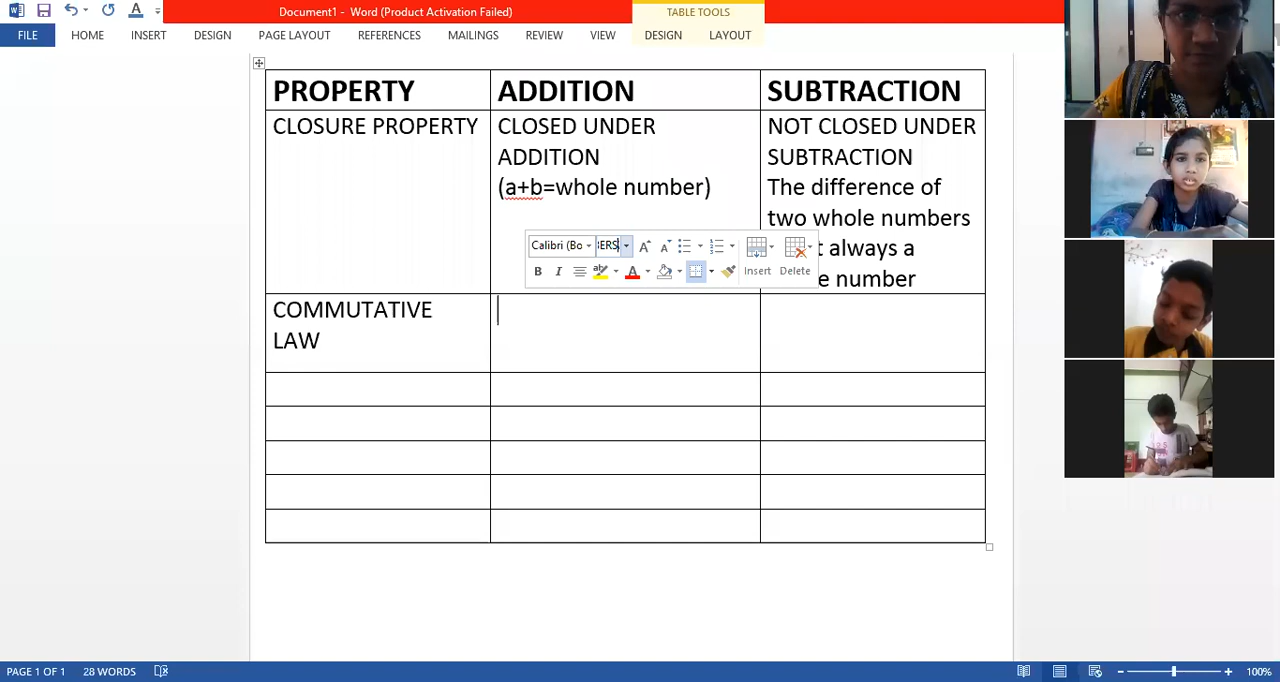 Document1 - Word (Product Activation Failed)
TABLE TOOLS
FILE
HOME
INSERT
DESIGN
PAGE LAYOUT
REFERENCES
MAILINGS
REVIEW
VIEW
DESIGN
LAYOUT
PROPERTY
ADDITION
SUBTRACTION
CLOSURE PROPERTY
CLOSED UNDER
ADDITION
(a+b=whole number)
NOT CLOSED UNDER
SUBTRACTION
The difference of
two whole numbers
always a
number
Calibri (Bo
ERS
Insert
Delete
COMMUTATIVE
LAW
PAGE 1 OF 1
28 WORDS
100%